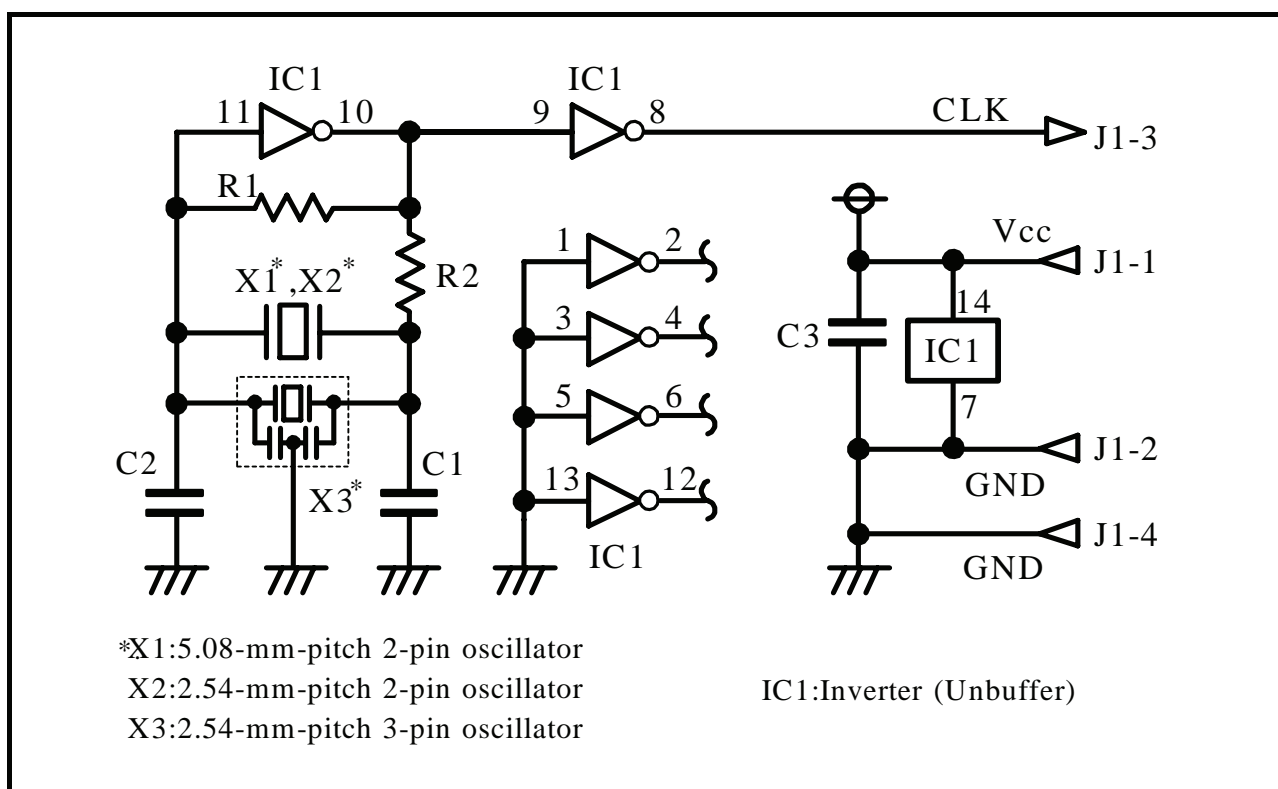 IC1 IC1
11 10 9 8 CLK J1-3
R1
1 2 Vcc J1-1
X1*,X2* R2
3 4 C3 14 IC1
5 6 7
C2 C1 J1-2
X3* 13 12 GND
IC1 J1-4
GND
*X1:5.08-mm-pitch 2-pin oscillator
X2:2.54-mm-pitch 2-pin oscillator IC1:Inverter (Unbuffer)
X3:2.54-mm-pitch 3-pin oscillator